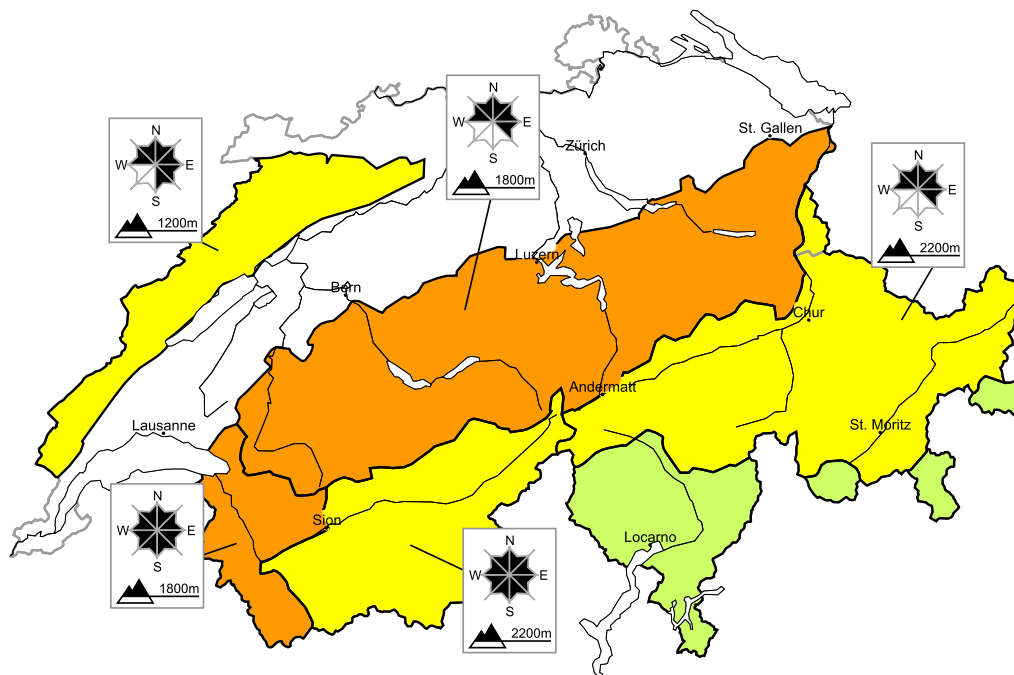 N
W E
S
1800m
St. Gallen
Zürich
N
W E
S
1200m
N
W E
S
2200m
Luzern
Bern
Chur
Andermatt
Lausanne
St. Moritz
N
W E
S
1800m
Sion
Locarno
N
W E
S
2200m